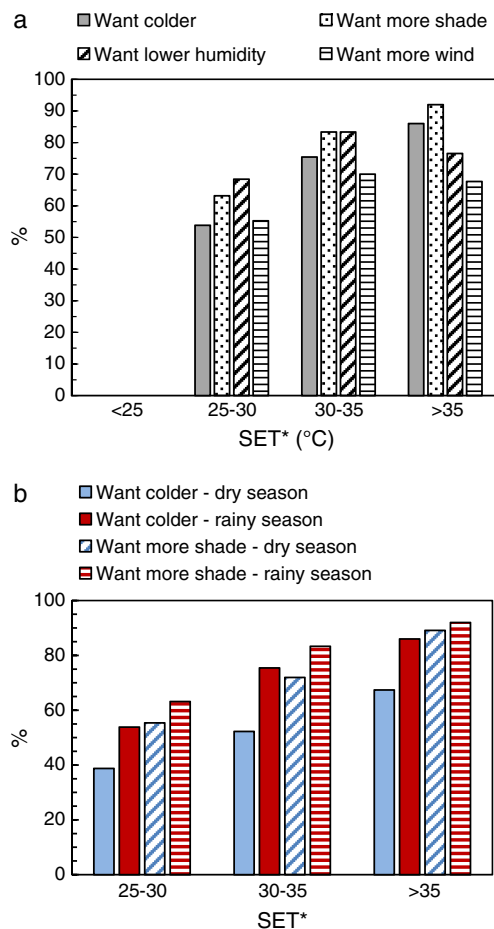 a
Want colder
Want more shade
Want lower humidity
Want more wind
100
90
80
70
60
50
40
30
20
10
0
%
<25
25-30
30-35
>35
SET* (°C)
b
Want colder - dry season
Want colder - rainy season
Want more shade - dry season
Want more shade - rainy season
100
80
60
40
20
0
%
25-30
30-35
>35
SET*